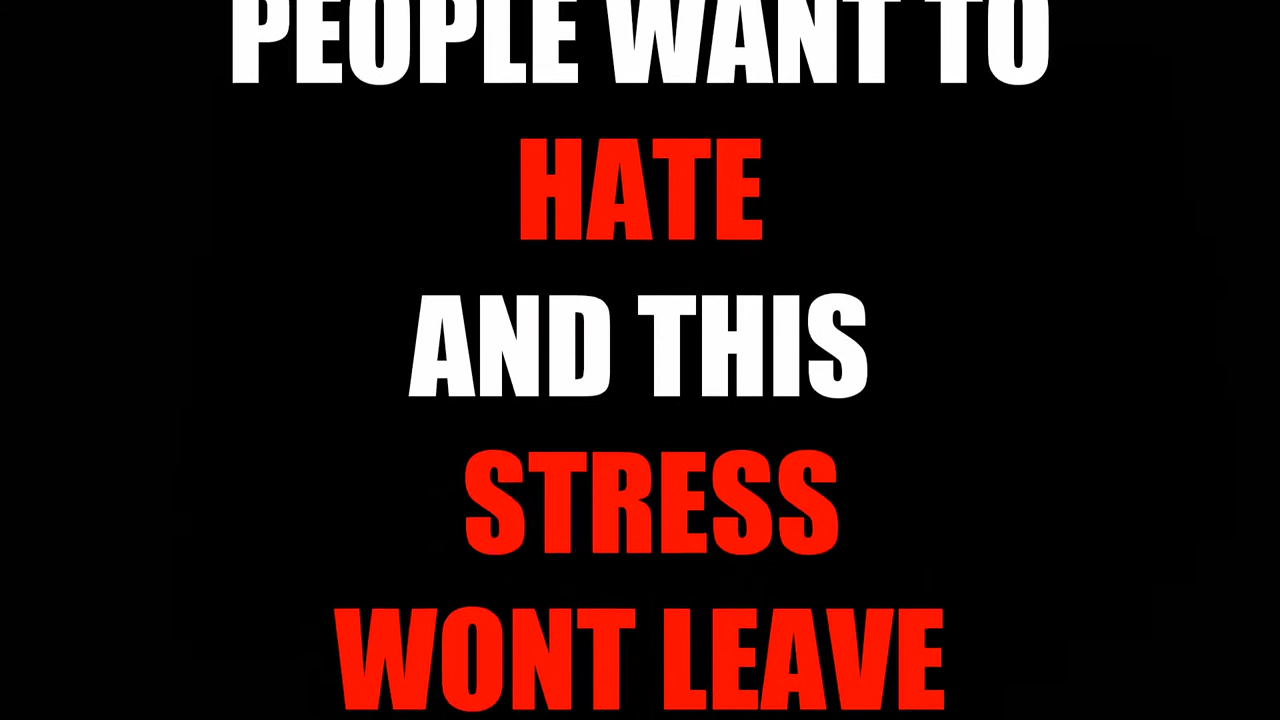 PEOPLE WANT TO
HATE
AND THIS
STRESS
WONT LEAVE